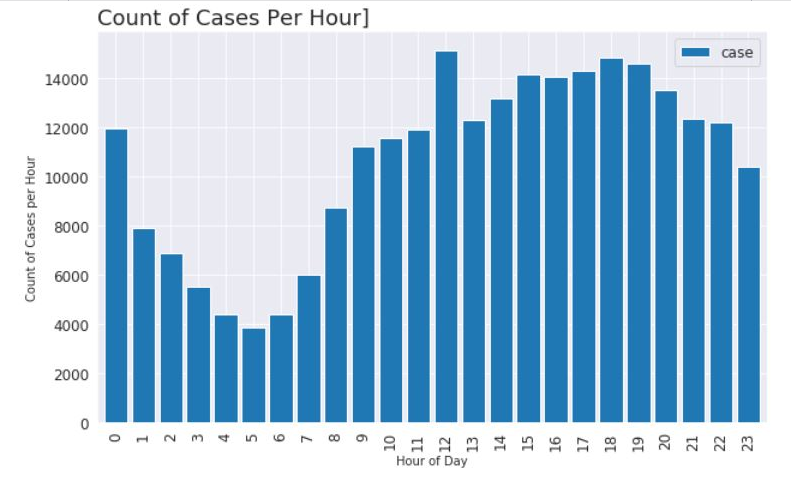 Count of Cases Per Hour]
case
Count of Cases per Hour
14000
12000
10000
8000
6000
4000
2000
0
0 1 2 3 4 5 6 7 8 9 10 11 12 13 14 15 16 17 18 19 20 21 22 23
Hour of Day